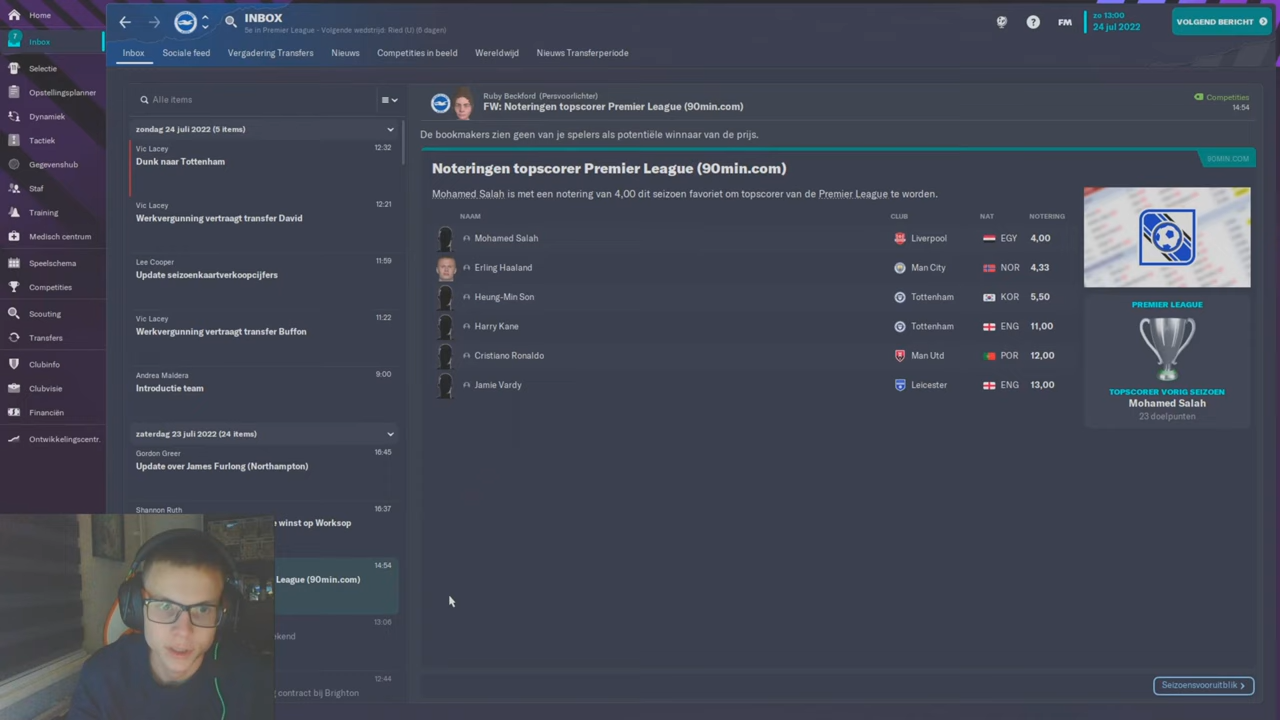 Home
7
Inbox
Selectie
Opstellingsplanner
Dynamiek
Tactiek
Gegevenshub
Staf
Training
Medisch centrum
Speelschema
Competities
Scouting
Transfers
Clubinfo
Clubvisie
Financiën
Ontwikkelingscentr.
INBOX
5e in Premier League - Volgende wedstrijd: Ried (U) (6 dagen)
FM
zo 13:00
24 jul 2022
VOLGEND BERICHT
Inbox Sociale feed Vergadering Transfers Nieuws Competities in beeld Wereldwijd Nieuws Transferperiode
Alle items
zondag 24 juli 2022 (5 items)
Vic Lacey 12:32
Dunk naar Tottenham
Vic Lacey 12:21
Werkvergunning vertraagt transfer David
Lee Cooper 11:59
Update seizoenkaartverkoopcijfers
Vic Lacey 11:22
Werkvergunning vertraagt transfer Buffon
Andrea Maldera 9:00
Introductie team
zaterdag 23 juli 2022 (24 items)
Gordon Greer 16:45
Update over James Furlong (Northampton)
Shannon Ruth 16:37
winst op Worksop
14:54
League (90min.com)
13:06
ekend
12:44
g contract bij Brighton
Ruby Beckford (Persvoorlichter)
FW: Noteringen topscorer Premier League (90min.com)
Competities
14:54
De bookmakers zien geen van je spelers als potentiële winnaar van de prijs.
90MIN.COM
Noteringen topscorer Premier League (90min.com)
Mohamed Salah is met een notering van 4,00 dit seizoen favoriet om topscorer van de Premier League te worden.
NAAM CLUB NAT NOTERING
Mohamed Salah Liverpool EGY 4,00
Erling Haaland Man City NOR 4,33
Heung-Min Son Tottenham KOR 5,50
Harry Kane Tottenham ENG 11,00
Cristiano Ronaldo Man Utd POR 12,00
Jamie Vardy Leicester ENG 13,00
PREMIER LEAGUE
TOPSCORER VORIG SEIZOEN
Mohamed Salah
23 doelpunten
Seizoensvooruitblik